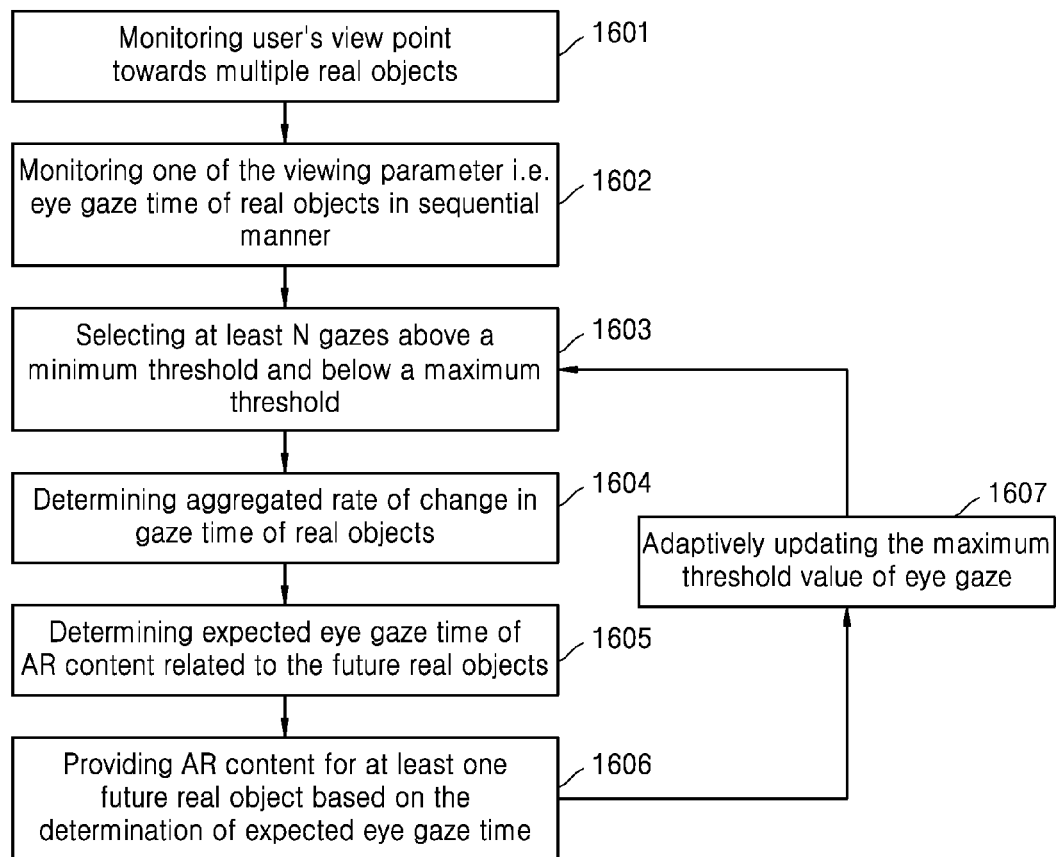 Monitoring user's view point
towards multiple real objects
1601
Monitoring one of the viewing parameter i.e.
eye gaze time of real objects in sequential
manner
1602
Selecting at least N gazes above a
minimum threshold and below a maximum
threshold
1603
Determining aggregated rate of change in
gaze time of real objects
1604
Determining expected eye gaze time of
AR content related to the future real objects
1605
Providing AR content for at least one
future real object based on the
determination of expected eye gaze time
1606
1607
Adaptively updating the maximum
threshold value of eye gaze